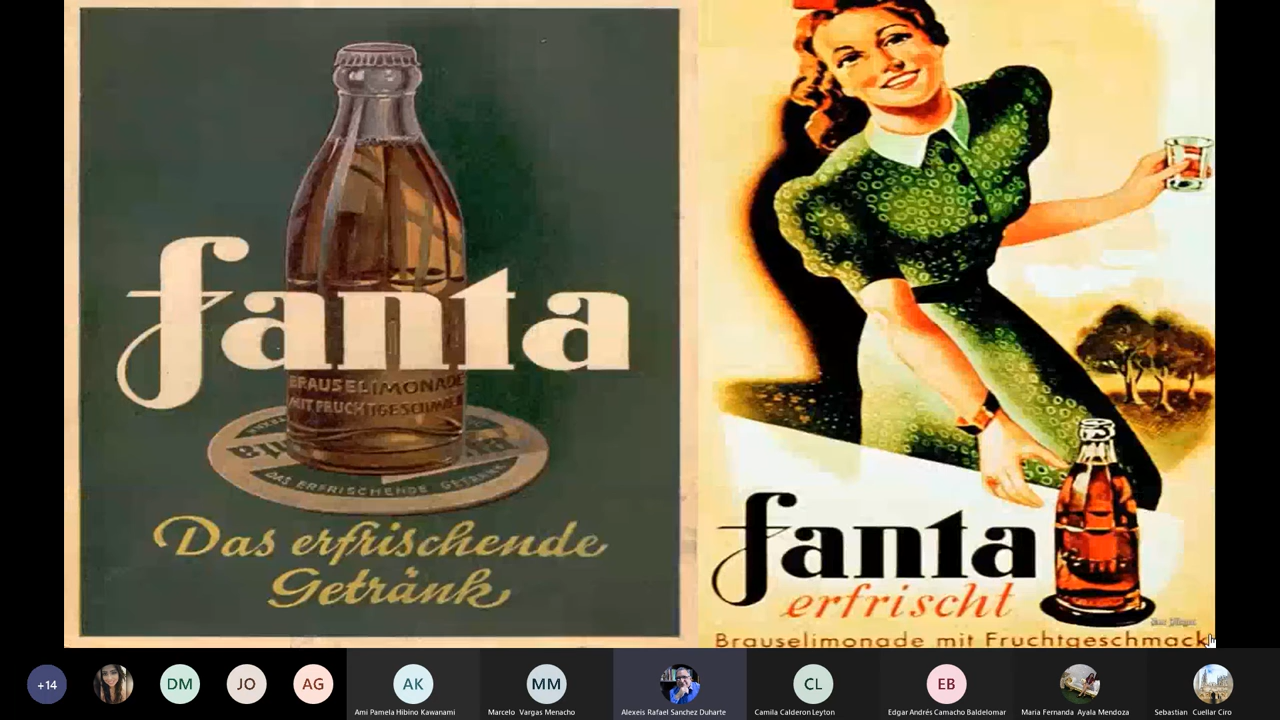 fanta
BRAUSELIMONADE
MIT FRUCHTGESCHMACK
DAS ERFRISCHENDE GETRÄNK
Das erfrischende
Getränk
fanta
erfrischt
Brauselimonade mit Fruchtgeschmack
+14
DM
JO
AG
AK
Ami Pamela Hibino Kawanami
MM
Marcelo Vargas Menacho
Alexeis Rafael Sanchez Duharte
CL
Camila Calderon Leyton
EB
Edgar Andrés Camacho Baldelomar
Maria Fernanda Ayala Mendoza
Sebastian Cuellar Ciro